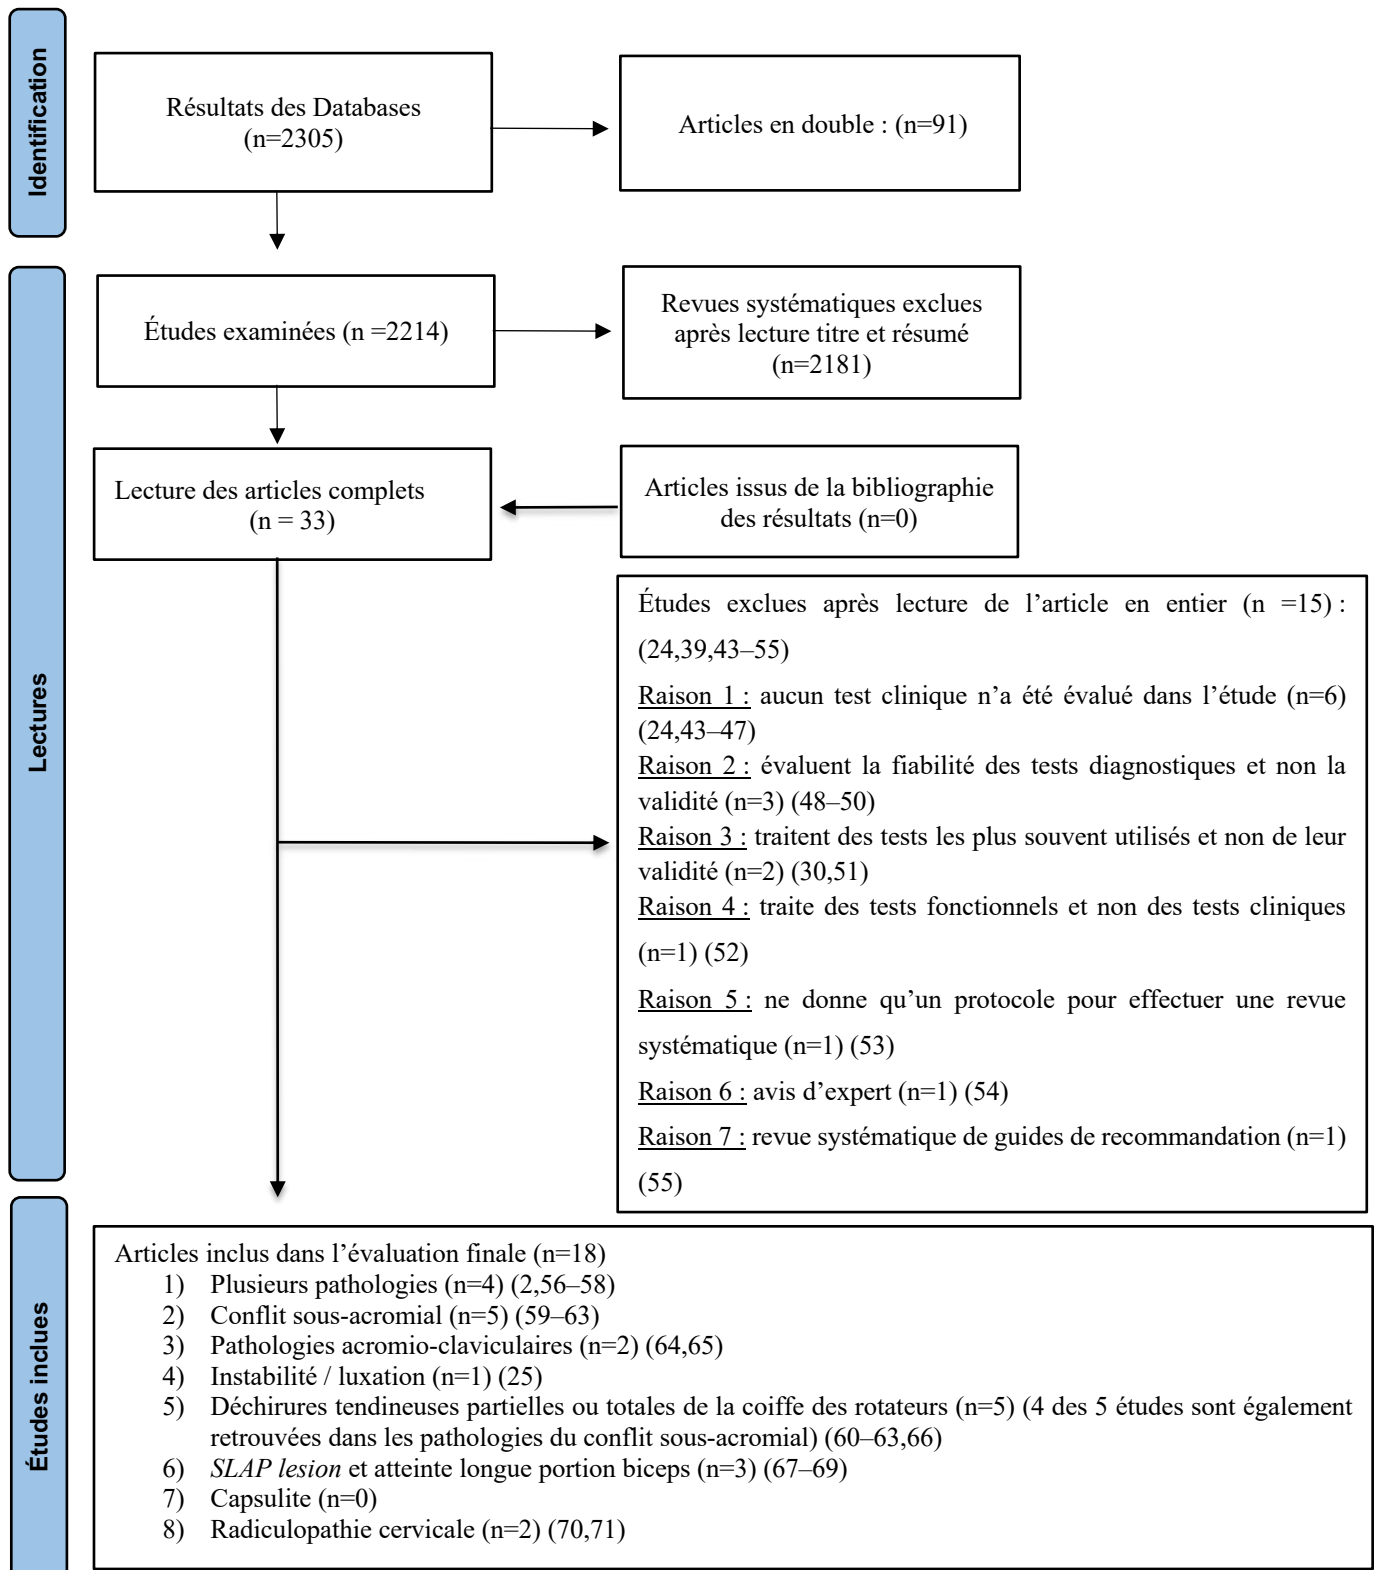 Identification
Résultats des Databases
(n=2305)
Articles en double : (n=91)
Lectures
Études examinées (n =2214)
Revues systématiques exclues
après lecture titre et résumé
(n=2181)
Lecture des articles complets
(n = 33)
Articles issus de la bibliographie
des résultats (n=0)
Études exclues après lecture de l’article en entier (n =15) :
(24,39,43–55)
Raison 1 : aucun test clinique n’a été évalué dans l’étude (n=6)
(24,43–47)
Raison 2 : évaluent la fiabilité des tests diagnostiques et non la
validité (n=3) (48–50)
Raison 3 : traitent des tests les plus souvent utilisés et non de leur
validité (n=2) (30,51)
Raison 4 : traite des tests fonctionnels et non des tests cliniques
(n=1) (52)
Raison 5 : ne donne qu’un protocole pour effectuer une revue
systématique (n=1) (53)
Raison 6 : avis d’expert (n=1) (54)
Raison 7 : revue systématique de guides de recommandation (n=1)
(55)
Études inclues
Articles inclus dans l’évaluation finale (n=18)
1) Plusieurs pathologies (n=4) (2,56–58)
2) Conflit sous-acromial (n=5) (59–63)
3) Pathologies acromio-claviculaires (n=2) (64,65)
4) Instabilité / luxation (n=1) (25)
5) Déchirures tendineuses partielles ou totales de la coiffe des rotateurs (n=5) (4 des 5 études sont également
retrouvées dans les pathologies du conflit sous-acromial) (60–63,66)
6) SLAP lesion et atteinte longue portion biceps (n=3) (67–69)
7) Capsulite (n=0)
8) Radiculopathie cervicale (n=2) (70,71)